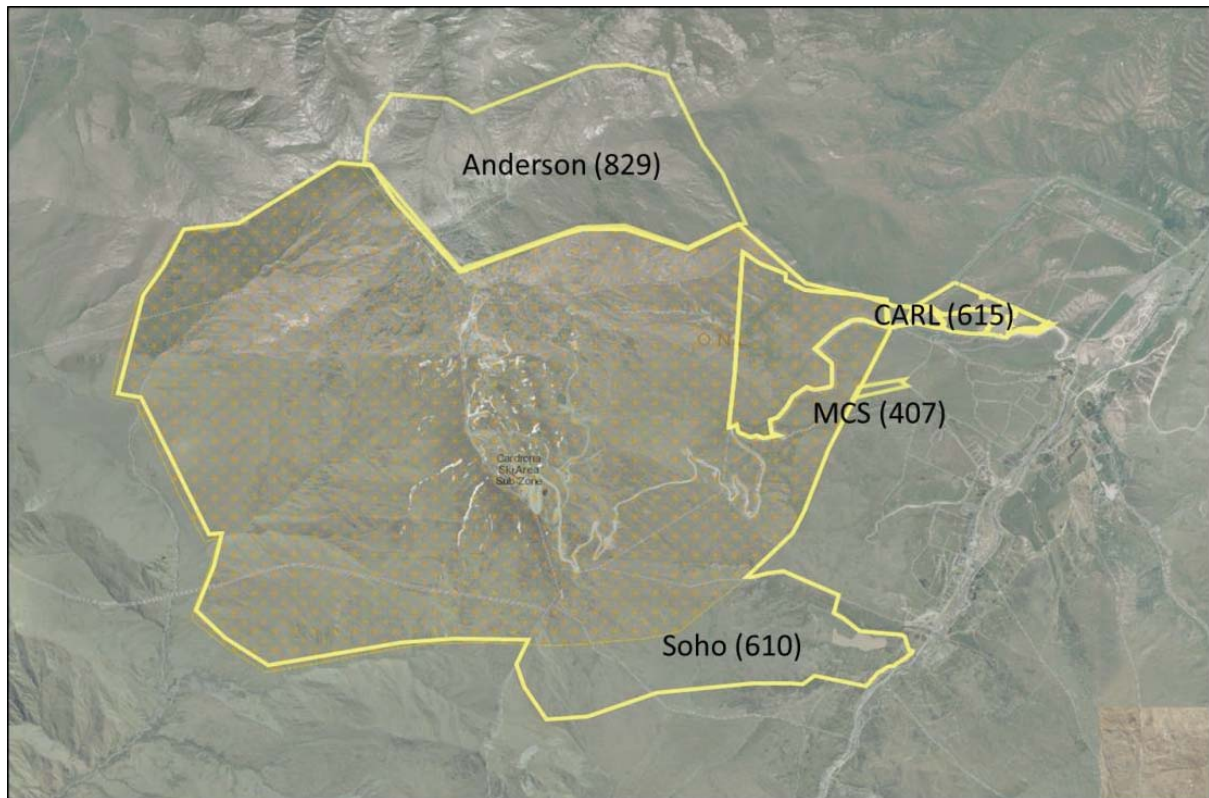 Anderson (829)
CARL (615)
O N L
MCS (407)
Cardrona
Ski Area
Sub-Zone
Soho (610)